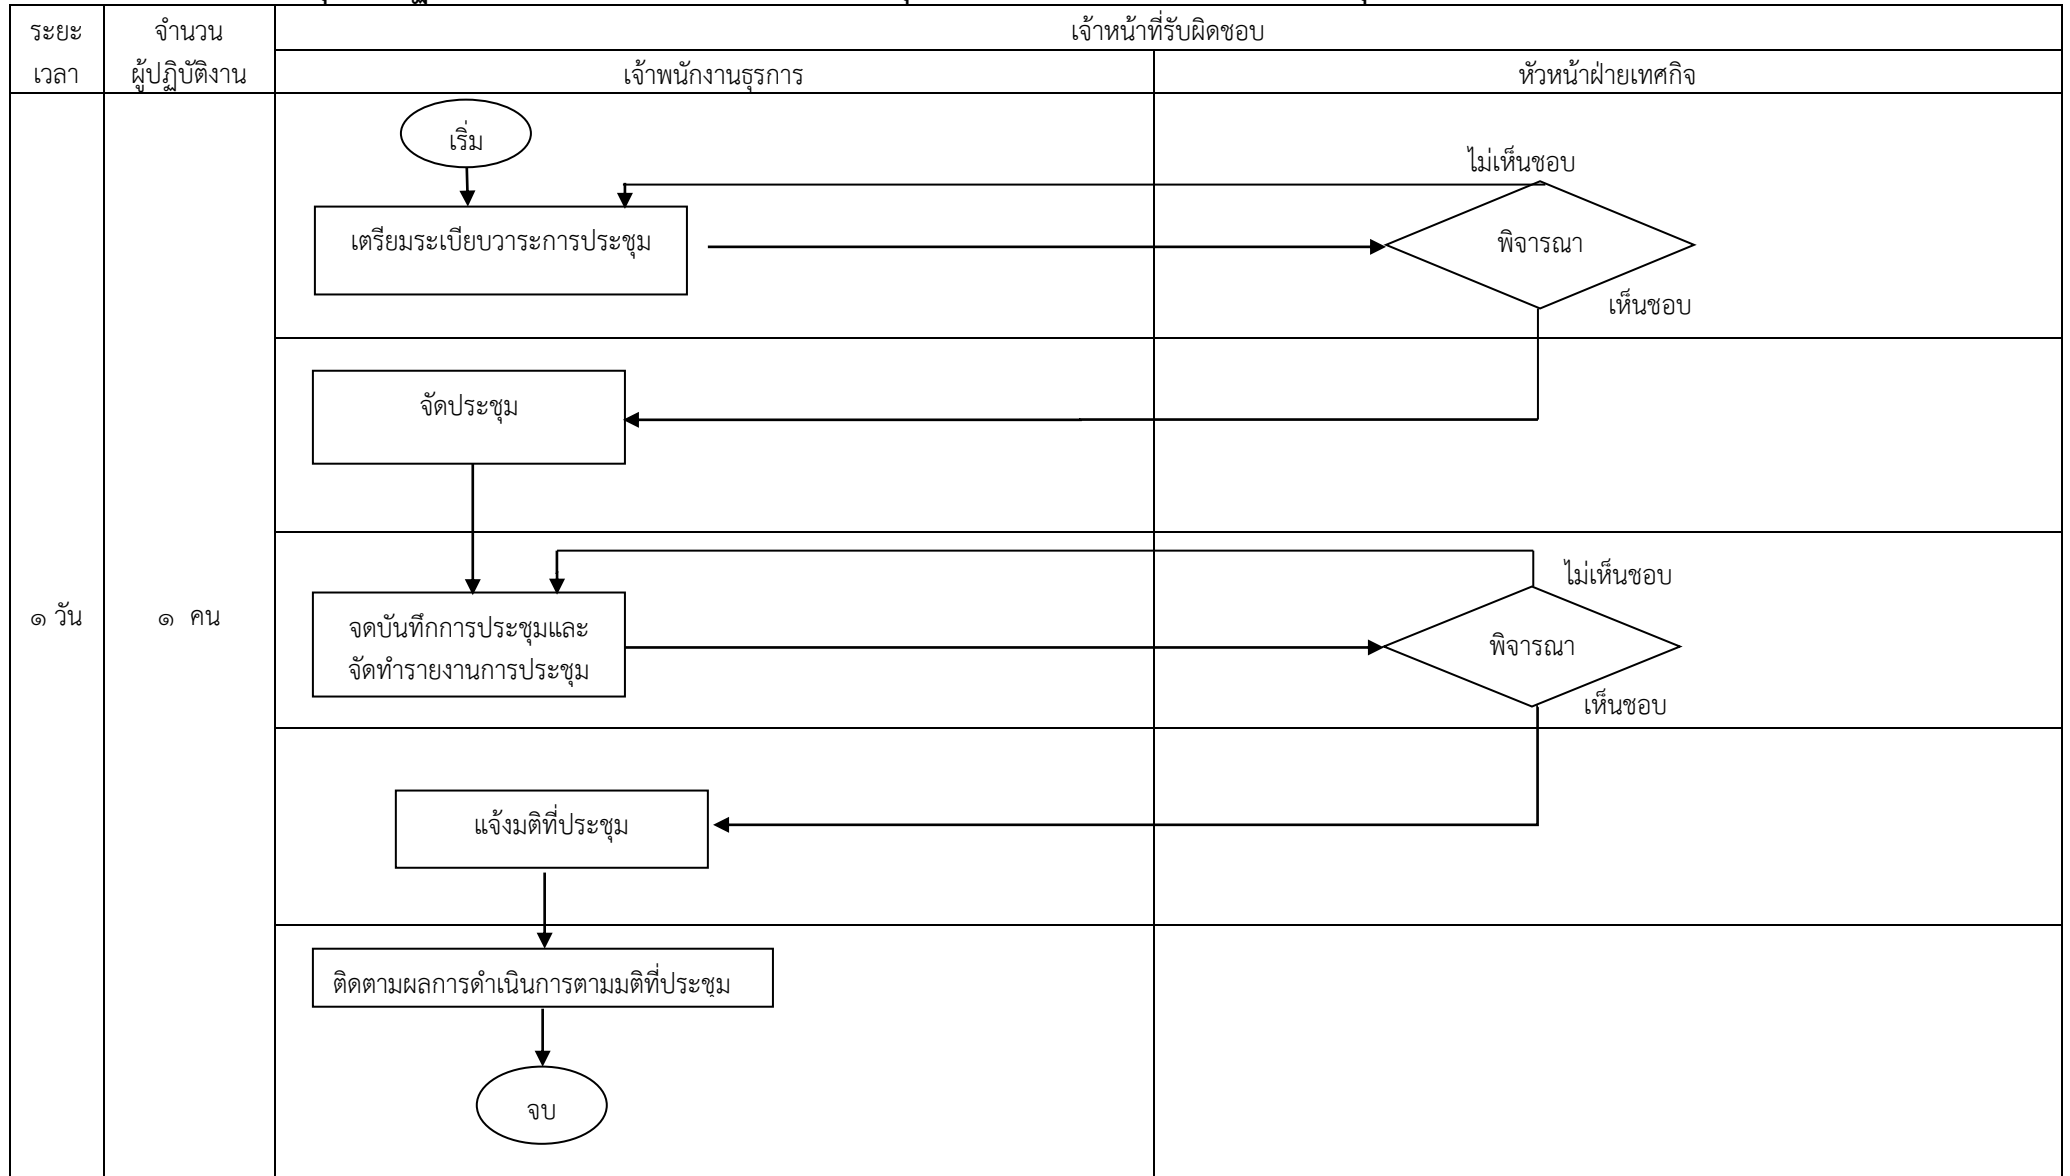 ระยะ
เวลา
จำนวน
ผู้ปฏิบัติงาน
เจ้าหน้าที่รับผิดชอบ
เจ้าพนักงานธุรการ
หัวหน้าฝ่ายเทศกิจ
เริ่ม
ไม่เห็นชอบ
เตรียมระเบียบวาระการประชุม
พิจารณา
เห็นชอบ
จัดประชุม
ไม่เห็นชอบ
๑ วัน
๑ คน
จดบันทึกการประชุมและ
จัดทำรายงานการประชุม
พิจารณา
เห็นชอบ
แจ้งมติที่ประชุม
ติดตามผลการดำเนินการตามมติที่ประชุม
จบ